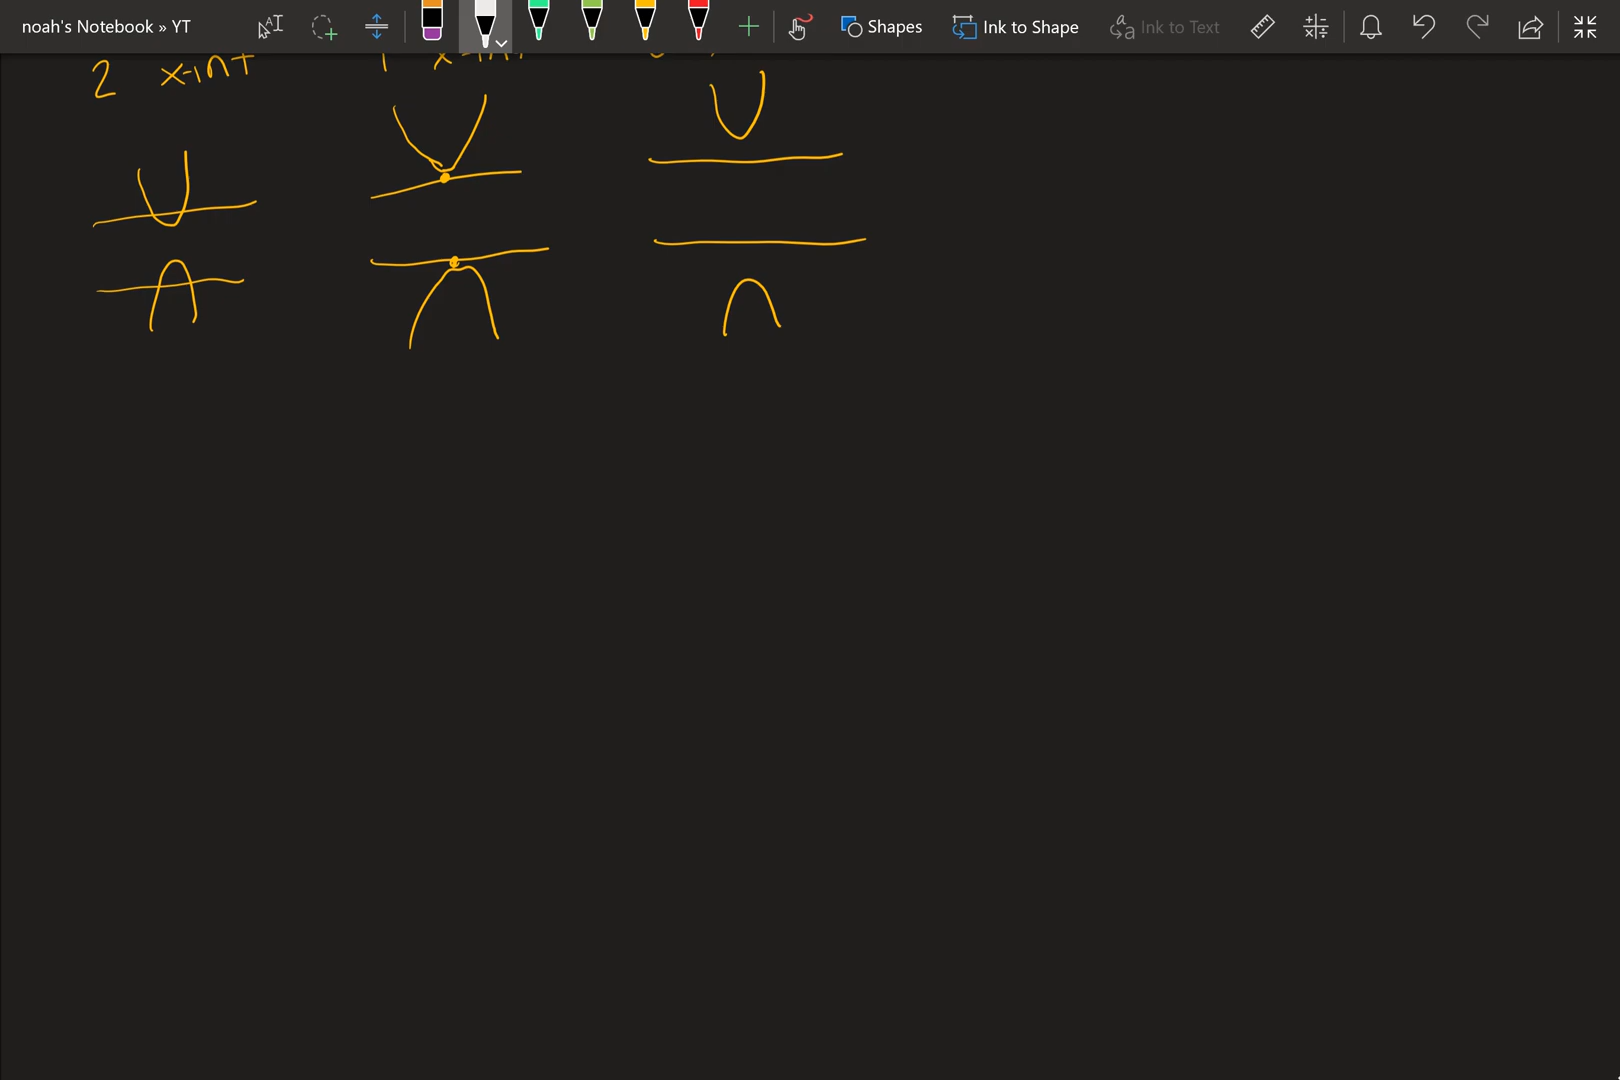 noah's Notebook » YT
Shapes
Ink to Shape
Ink to Text
2 x-int